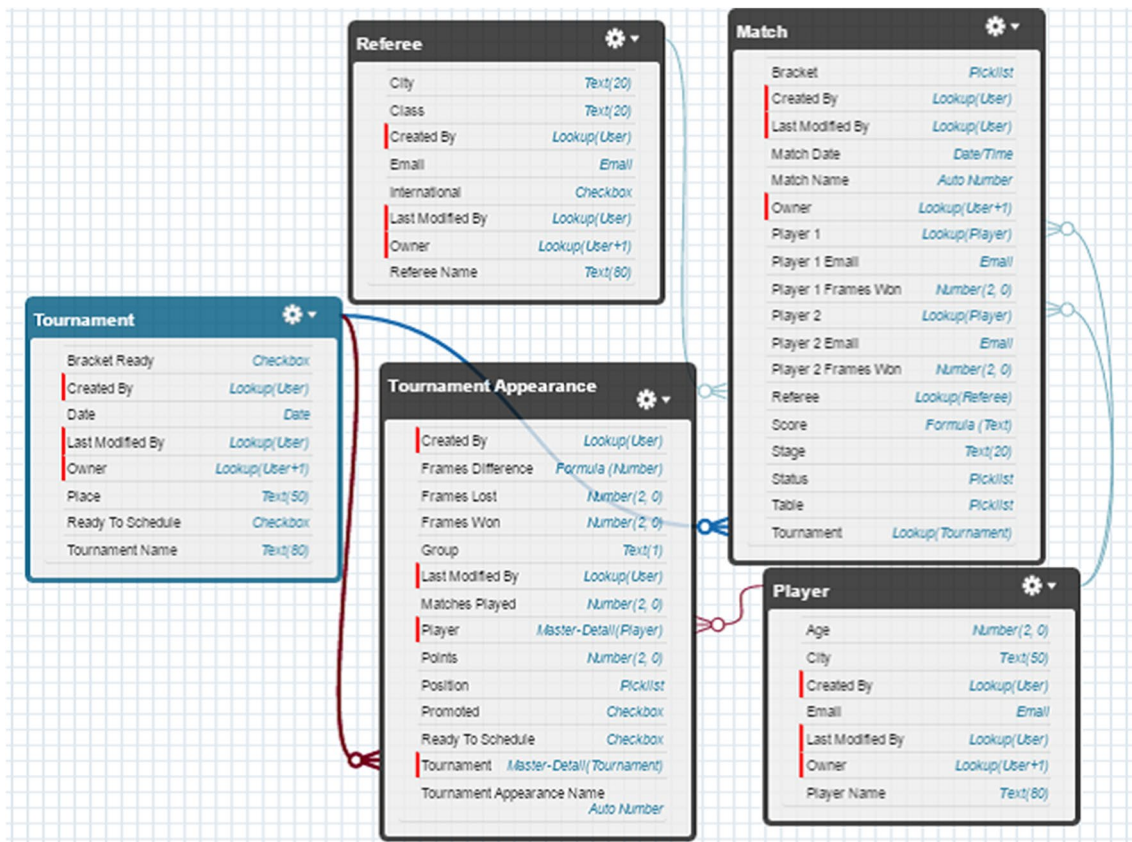 Referee
City Text(20)
Class Text(20)
Created By Lookup(User)
Email Email
International Checkbox
Last Modified By Lookup(User)
Owner Lookup(User+1)
Referee Name Text(80)
Match
Bracket Picklist
Created By Lookup(User)
Last Modified By Lookup(User)
Match Date Date/Time
Match Name Auto Number
Owner Lookup(User+1)
Player 1 Lookup(Player)
Player 1 Email Email
Player 1 Frames Won Number(2, 0)
Player 2 Lookup(Player)
Player 2 Email Email
Player 2 Frames Won Number(2, 0)
Referee Lookup(Referee)
Score Formula (Text)
Stage Text(20)
Status Picklist
Table Picklist
Tournament Lookup(Tournament)
Tournament
Bracket Ready Checkbox
Created By Lookup(User)
Date Date
Last Modified By Lookup(User)
Owner Lookup(User+1)
Place Text(50)
Ready To Schedule Checkbox
Tournament Name Text(80)
Tournament Appearance
Created By Lookup(User)
Frames Difference Formula (Number)
Frames Lost Number(2, 0)
Frames Won Number(2, 0)
Group Text(1)
Last Modified By Lookup(User)
Matches Played Number(2, 0)
Player Master-Detail(Player)
Points Number(2, 0)
Position Picklist
Promoted Checkbox
Ready To Schedule Checkbox
Tournament Master-Detail(Tournament)
Tournament Appearance Name
Auto Number
Player
Age Number(2, 0)
City Text(50)
Created By Lookup(User)
Email Email
Last Modified By Lookup(User)
Owner Lookup(User+1)
Player Name Text(80)